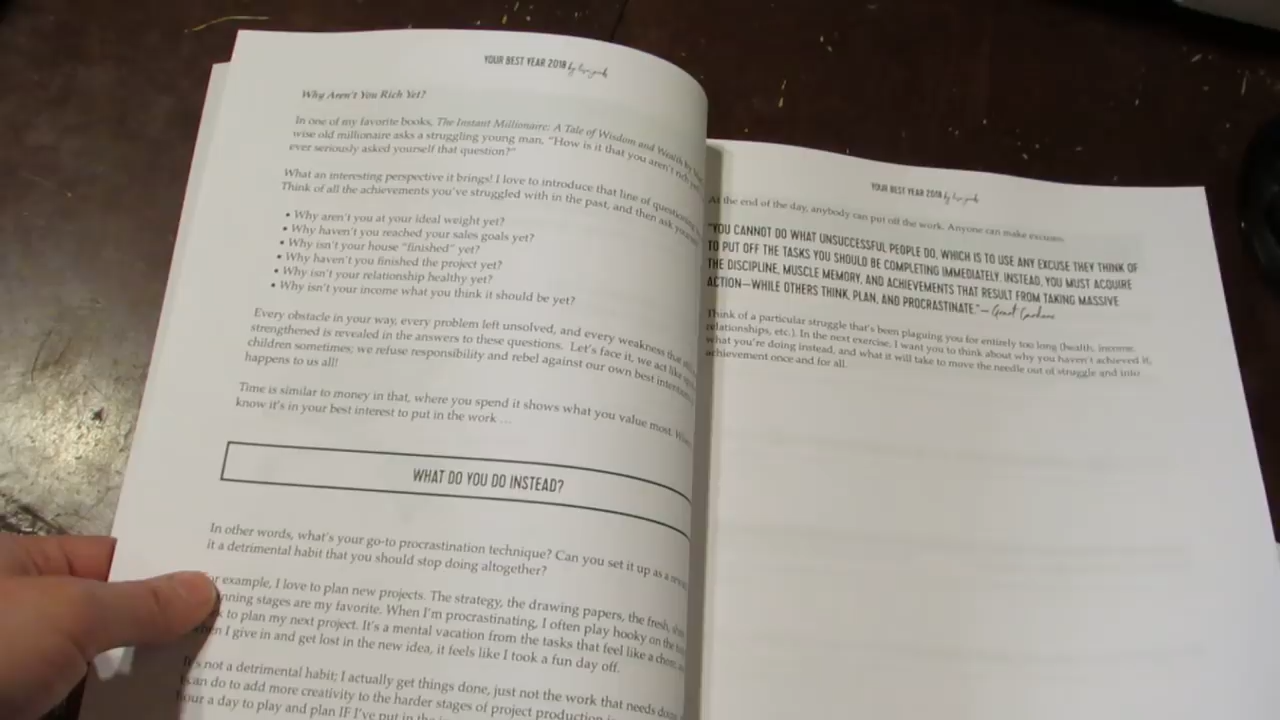 YOUR BEST YEAR 2018 by lisa jacobs
Why Aren't You Rich Yet?
In one of my favorite books, The Instant Millionaire: A Tale of Wisdom and Wealth by
wise old millionaire asks a struggling young man, "How is it that you aren't rich
ever seriously asked yourself that question?"
What an interesting perspective it brings! I love to introduce that line of questioning
Think of all the achievements you've struggled with in the past, and then ask
• Why aren't you at your ideal weight yet?
• Why haven't you reached your sales goals yet?
• Why isn't your house "finished" yet?
• Why haven't you finished the project yet?
• Why isn't your relationship healthy yet?
• Why isn't your income what you think it should be yet?
Every obstacle in your way, every problem left unsolved, and every weakness that
strengthened is revealed in the answers to these questions. Let's face it, we act like
children sometimes; we refuse responsibility and rebel against our own best
happens to us all!
Time is similar to money in that, where you spend it shows what you value most.
know it's in your best interest to put in the work ...
WHAT DO YOU DO INSTEAD?
In other words, what's your go-to procrastination technique? Can you set it up as a
it a detrimental habit that you should stop doing altogether?
example, I love to plan new projects. The strategy, the drawing papers, the fresh,
stages are my favorite. When I'm procrastinating, I often play hooky on the
to plan my next project. It's a mental vacation from the tasks that feel like a
I give in and get lost in the new idea, it feels like I took a fun day off.
not a detrimental habit; I actually get things done, just not the work that needs
can do to add more creativity to the harder stages of project production
hour a day to play and plan IF I've put in the
YOUR BEST YEAR 2018 by lisa jacobs
At the end of the day, anybody can put off the work. Anyone can make excuses.
"YOU CANNOT DO WHAT UNSUCCESSFUL PEOPLE DO, WHICH IS TO USE ANY EXCUSE THEY THINK OF
TO PUT OFF THE TASKS YOU SHOULD BE COMPLETING IMMEDIATELY. INSTEAD, YOU MUST ACQUIRE
THE DISCIPLINE, MUSCLE MEMORY, AND ACHIEVEMENTS THAT RESULT FROM TAKING MASSIVE
ACTION—WHILE OTHERS THINK, PLAN, AND PROCRASTINATE." — Grant Cardone
Think of a particular struggle that's been plaguing you for entirely too long (health, income,
relationships, etc.). In the next exercise, I want you to think about why you haven't achieved it,
what you're doing instead, and what it will take to move the needle out of struggle and into
achievement once and for all.